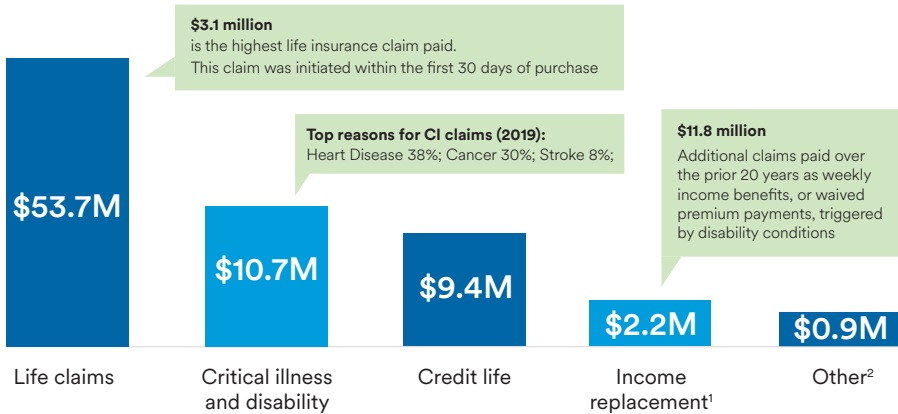 $3.1 million
is the highest life insurance claim paid.
This claim was initiated within the first 30 days of purchase
Top reasons for CI claims (2019):
Heart Disease 38%; Cancer 30%; Stroke 8%;
$11.8 million
Additional claims paid over
the prior 20 years as weekly
income benefits, or waived
premium payments, triggered
by disability conditions
$53.7M
$10.7M
$9.4M
$2.2M
$0.9M
Life claims
Critical illness
and disability
Credit life
Income
replacement¹
Other²